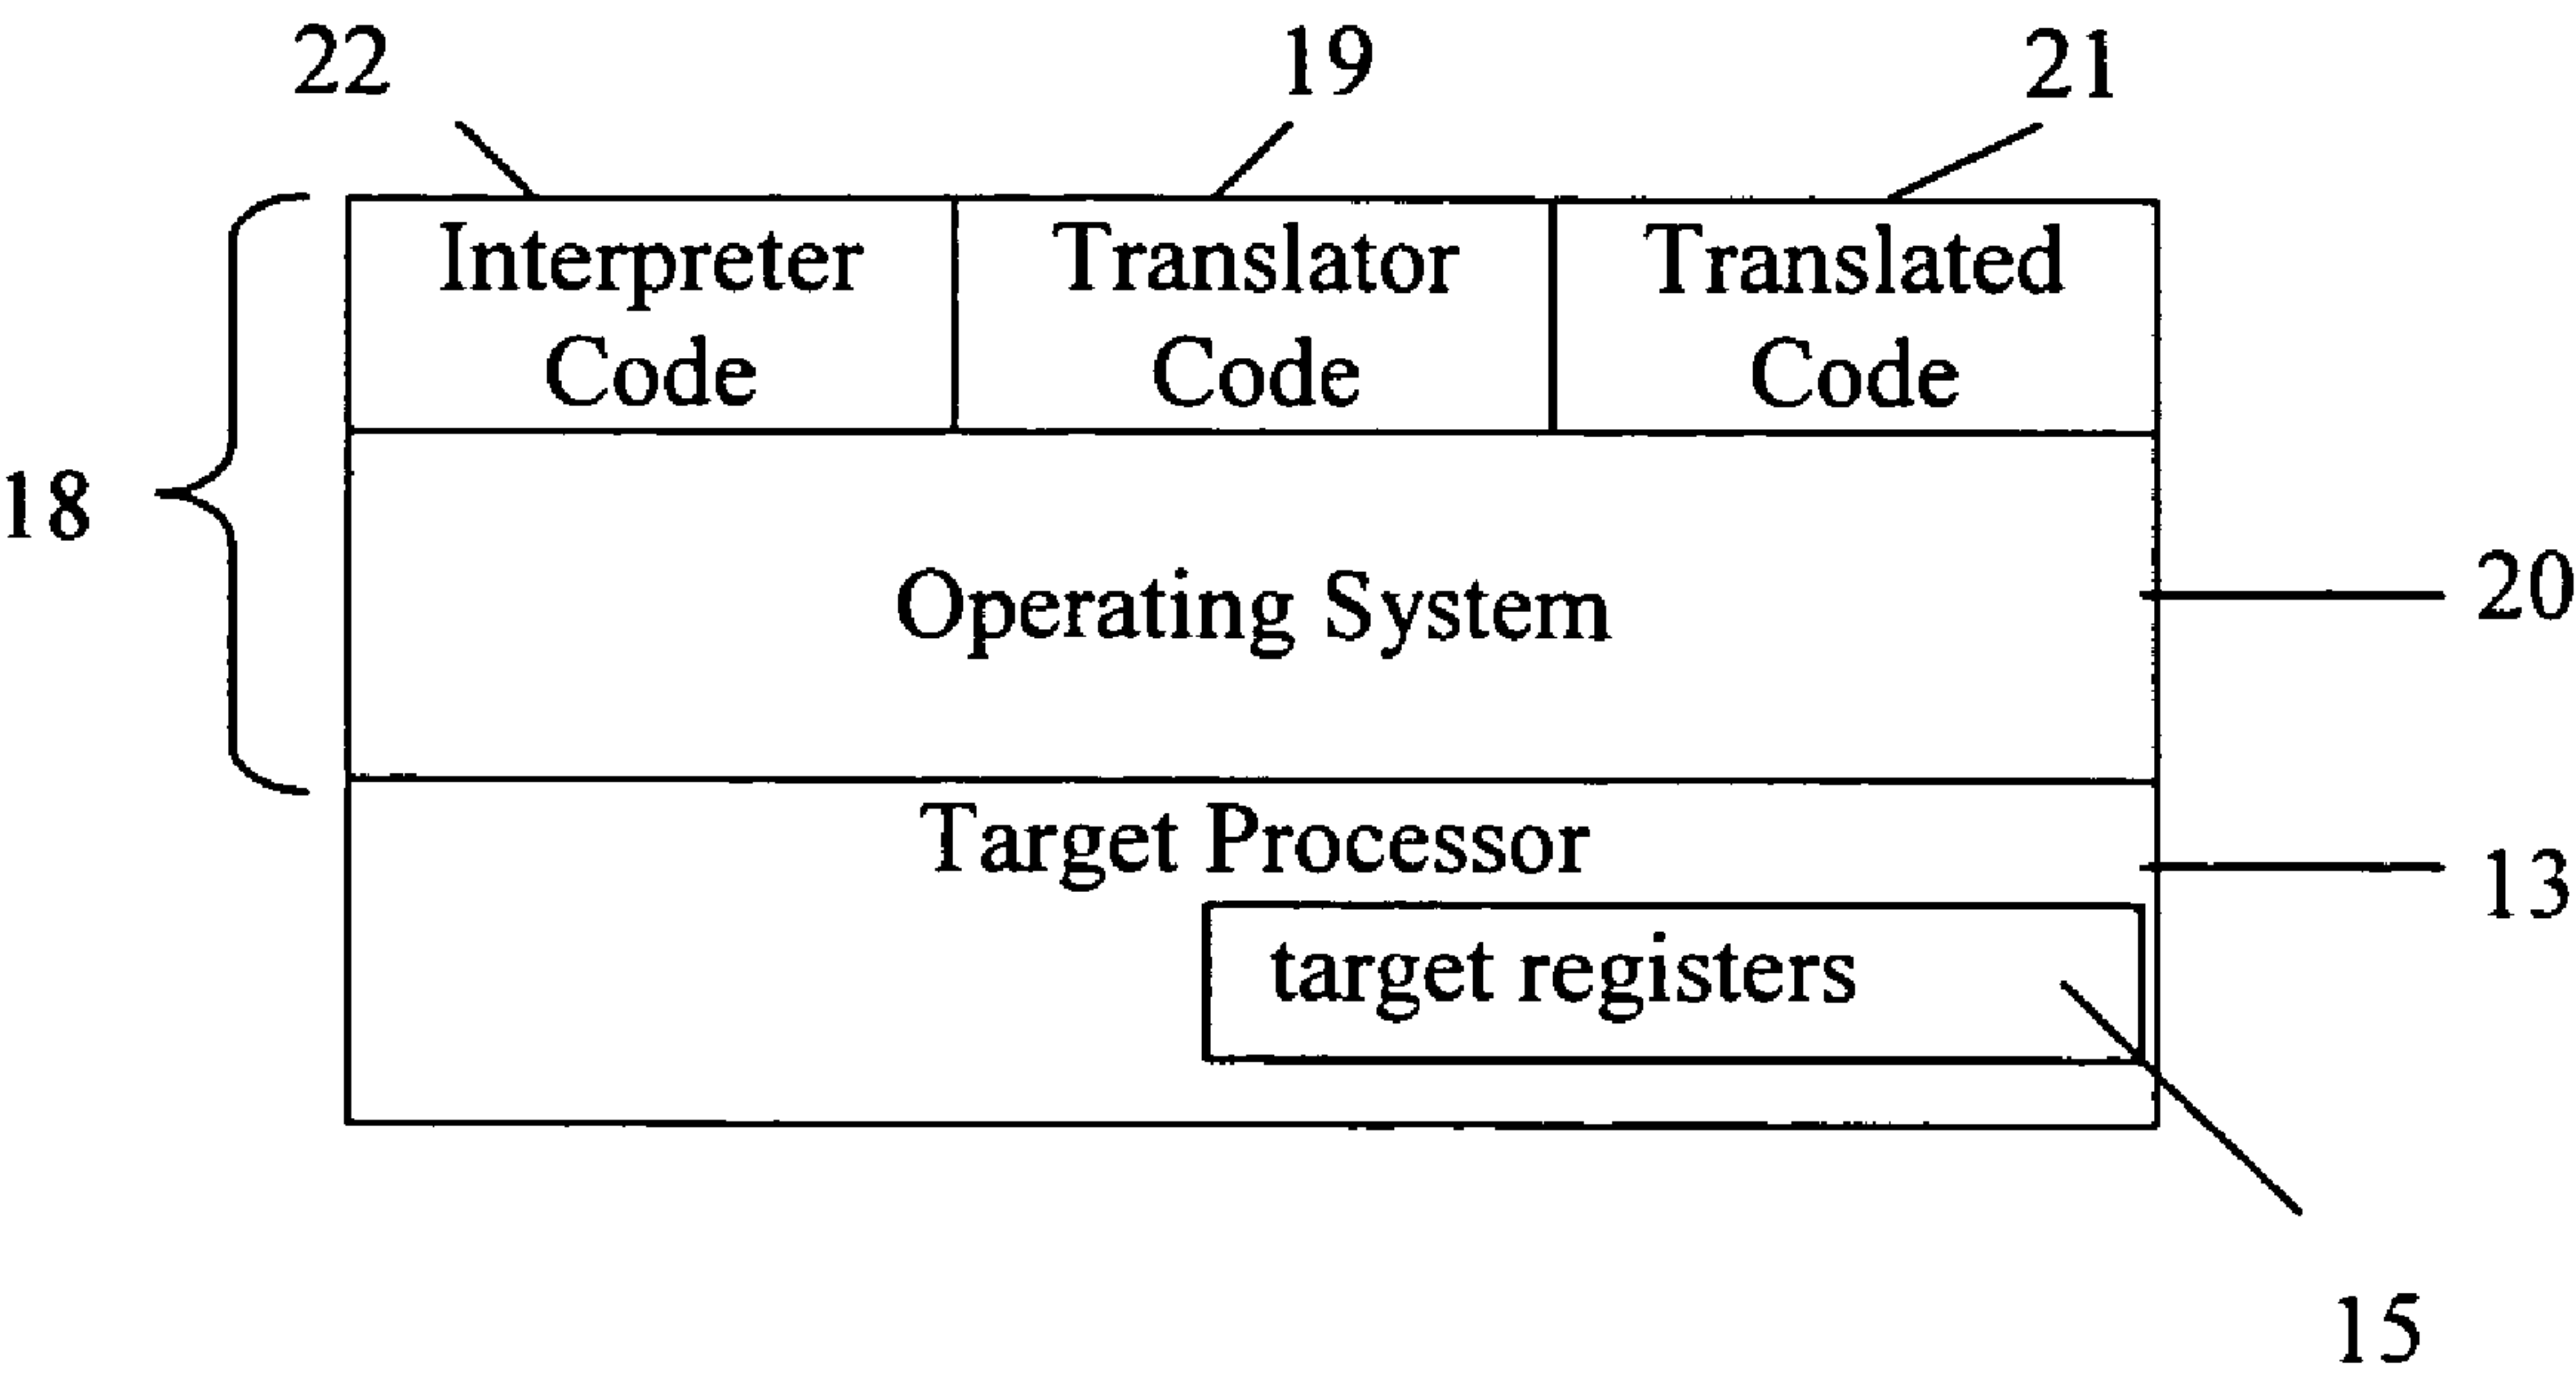 22
19
21
Interpreter
Code
Translator
Code
Translated
Code
18
Operating System
20
Target Processor
13
target registers
15